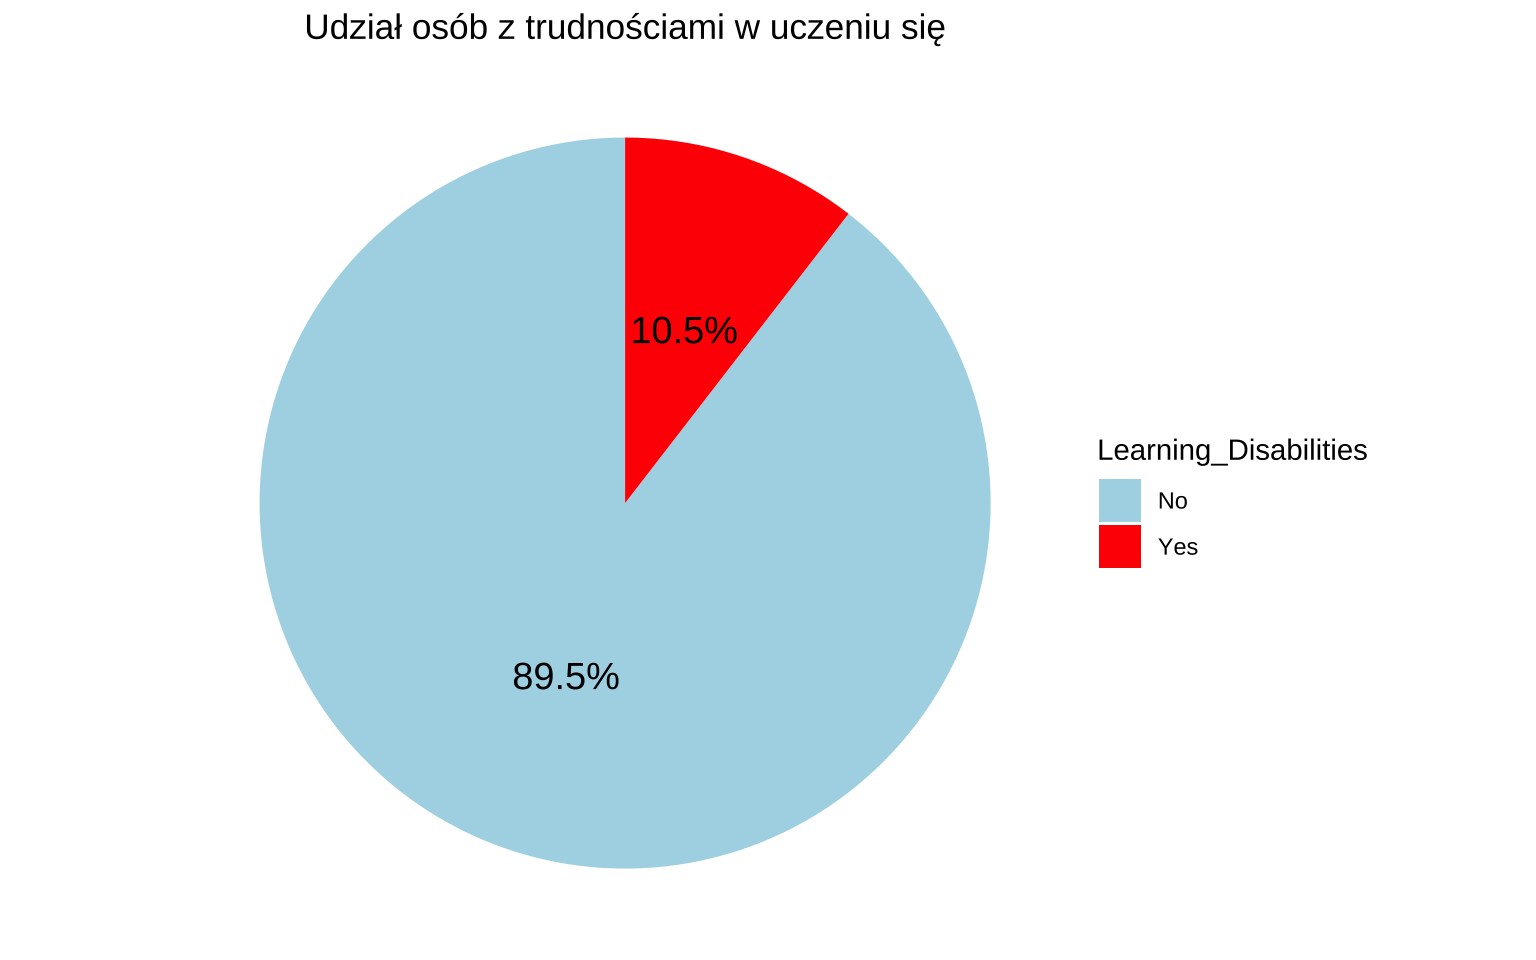 Udział osób z trudnościami w uczeniu się
10.5%
89.5%
Learning_Disabilities
No
Yes